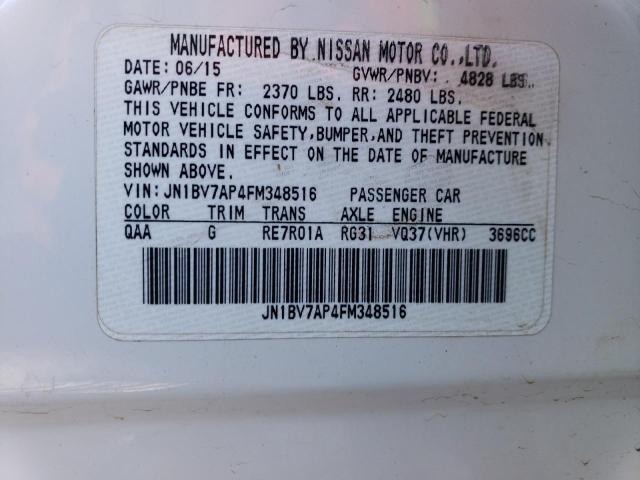 MANUFACTURED BY NISSAN MOTOR CO.,LTD.
DATE: 06/15 GVWR/PNBV: 4828 LBS.
GAWR/PNBE FR: 2370 LBS. RR: 2480 LBS.
THIS VEHICLE CONFORMS TO ALL APPLICABLE FEDERAL
MOTOR VEHICLE SAFETY,BUMPER,AND THEFT PREVENTION
STANDARDS IN EFFECT ON THE DATE OF MANUFACTURE
SHOWN ABOVE.
VIN:JN1BV7AP4FM348516 PASSENGER CAR
COLOR TRIM TRANS AXLE ENGINE
QAA G RE7R01A RG31 VQ37(VHR) 3696CC
JN1BV7AP4FM348516